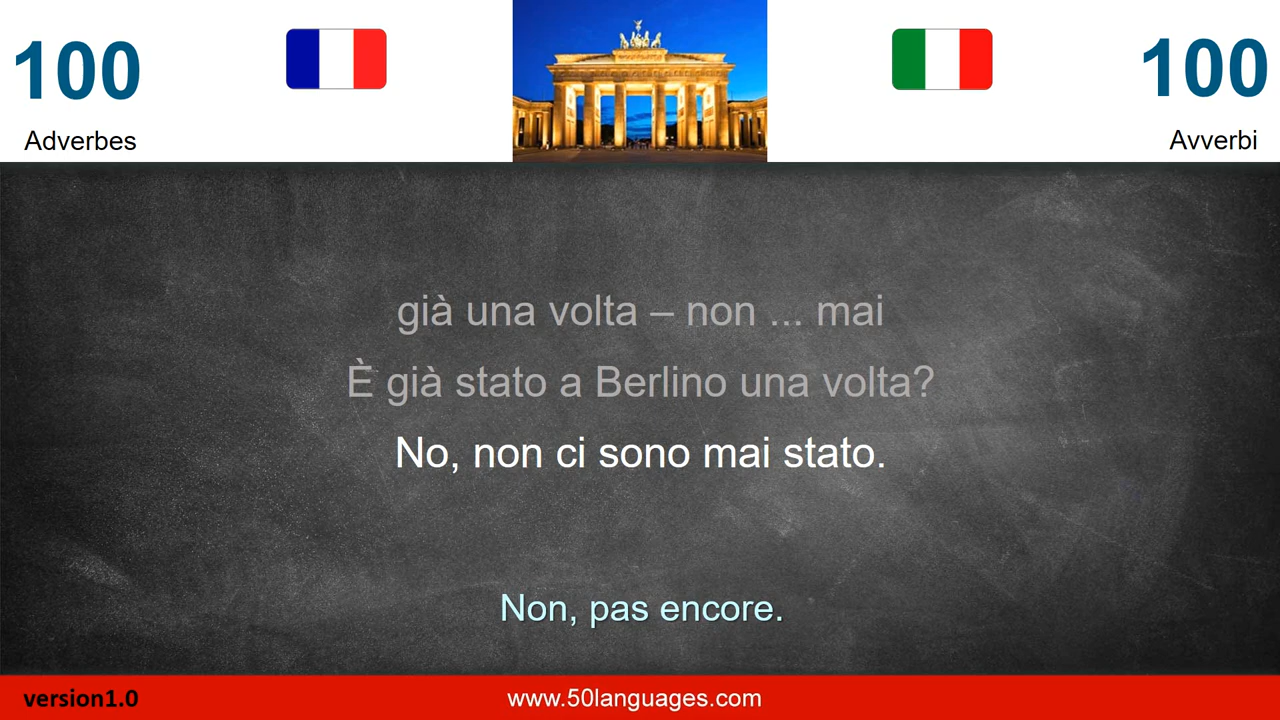 100
100
Adverbes
Avverbi
già una volta – non ... mai
È già stato a Berlino una volta?
No, non ci sono mai stato.
Non, pas encore.
version1.0
www.50languages.com